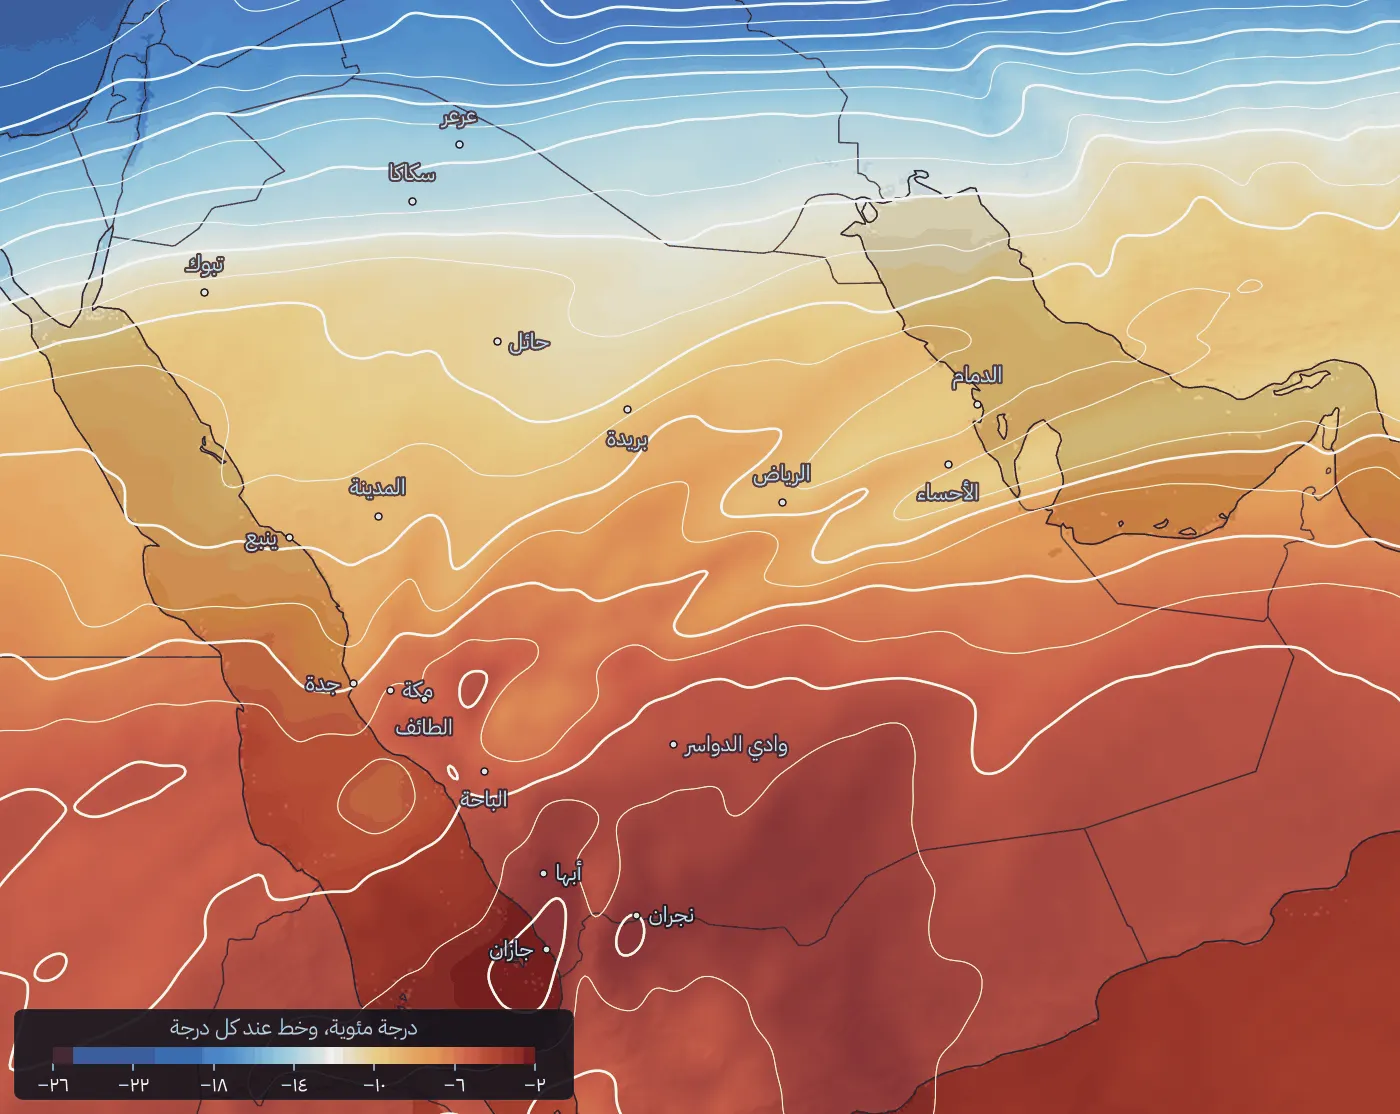 عرعر
سكاكا
تبوك
حائل
الدمام
بريدة
الرياض
الأحساء
المدينة
ينبع
جدة
مكة
الطائف
وادي الدواسر
الباحة
أبها
نجران
جازان
درجة مئوية، وخط عند كل درجة
−٢٦ −٢٢ −١٨ −١٤ −١٠ −٦ −٢